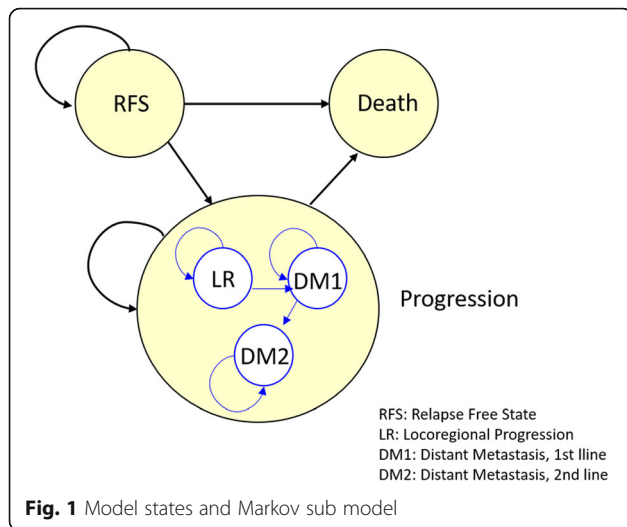 RFS
Death
LR
DM1
DM2
Progression
RFS: Relapse Free State
LR: Locoregional Progression
DM1: Distant Metastasis, 1st lline
DM2: Distant Metastasis, 2nd line
Fig. 1 Model states and Markov sub model